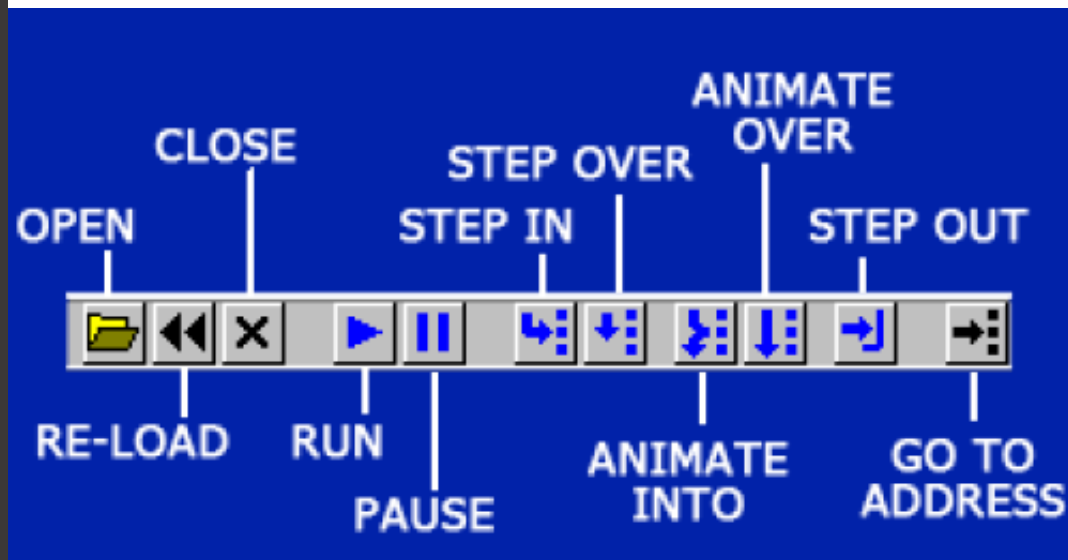 ANIMATE
OVER
CLOSE
STEP OVER
OPEN
STEP IN
STEP OUT
RE-LOAD
RUN
PAUSE
ANIMATE
INTO
GO TO
ADDRESS